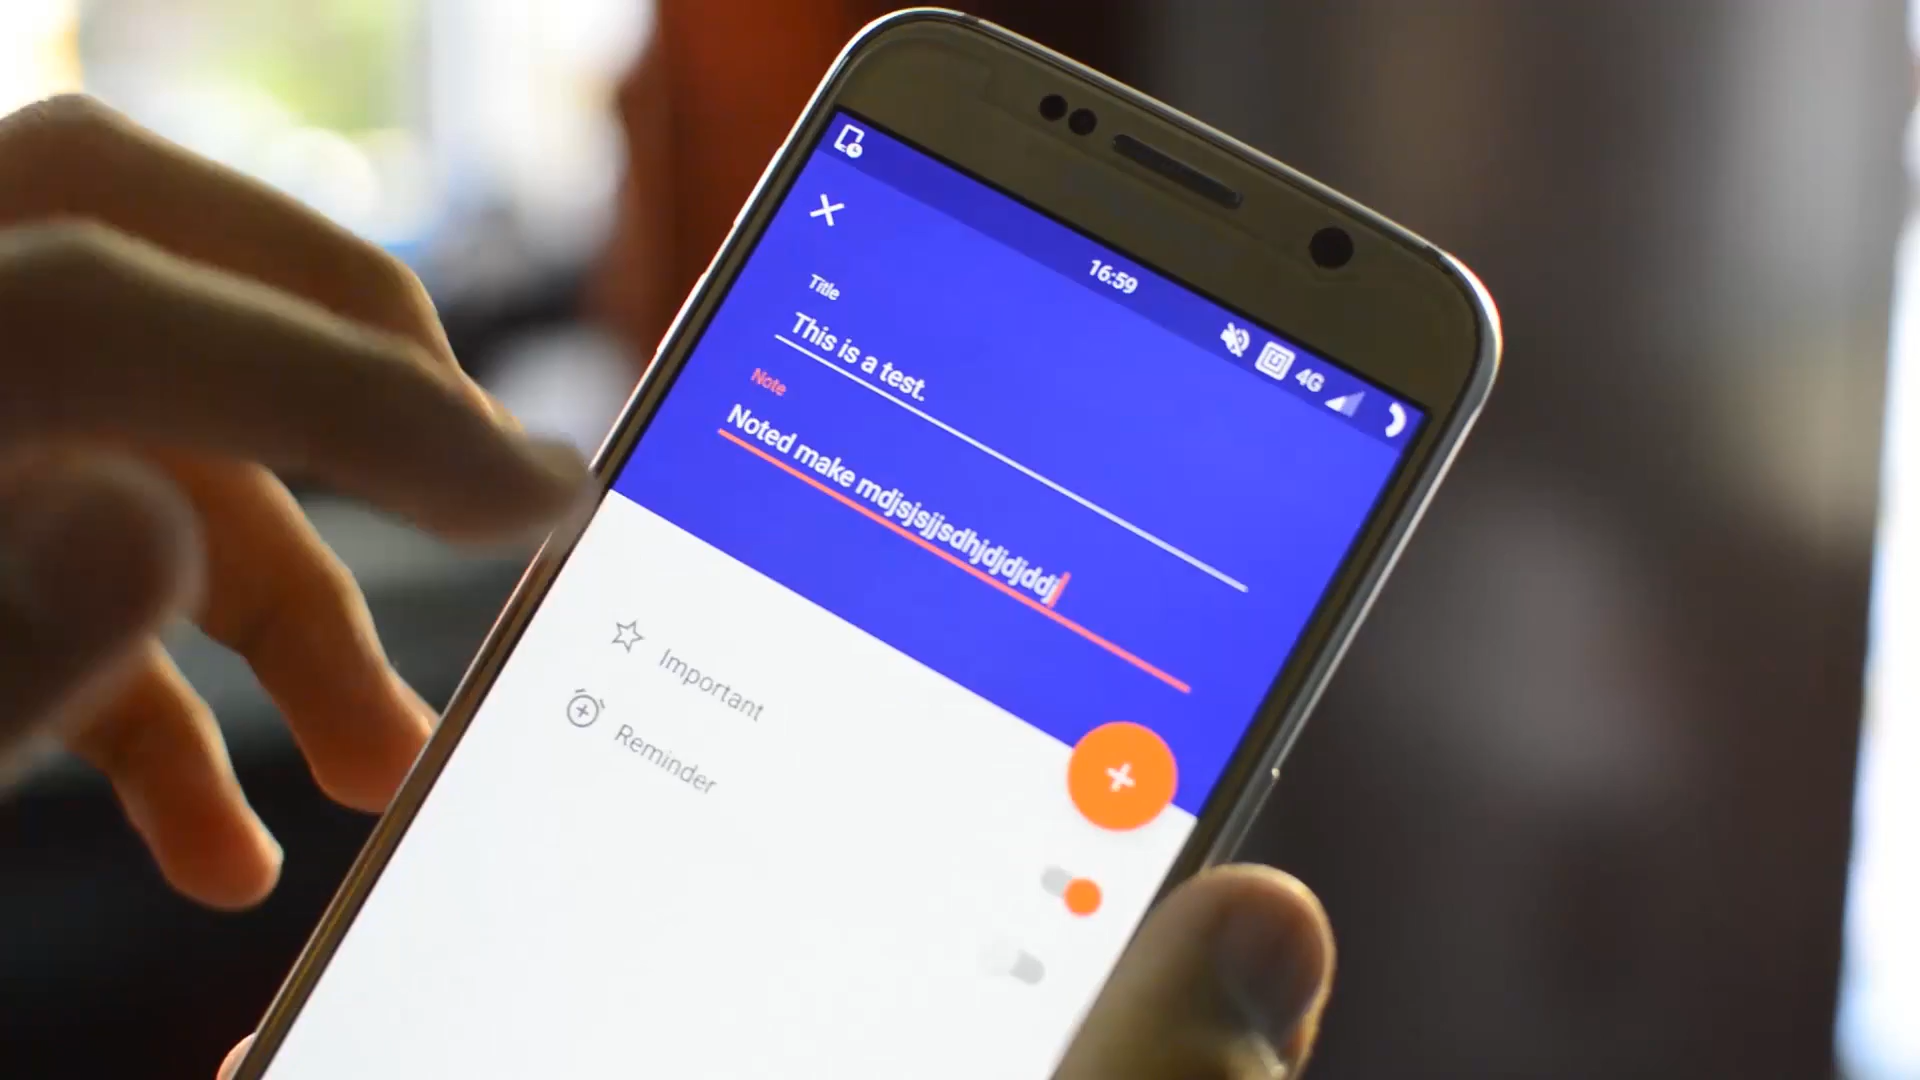 16:59
4G
Title
This is a test.
Note
Noted make mdjsjsjjsdhjdjdjddj
Important
Reminder